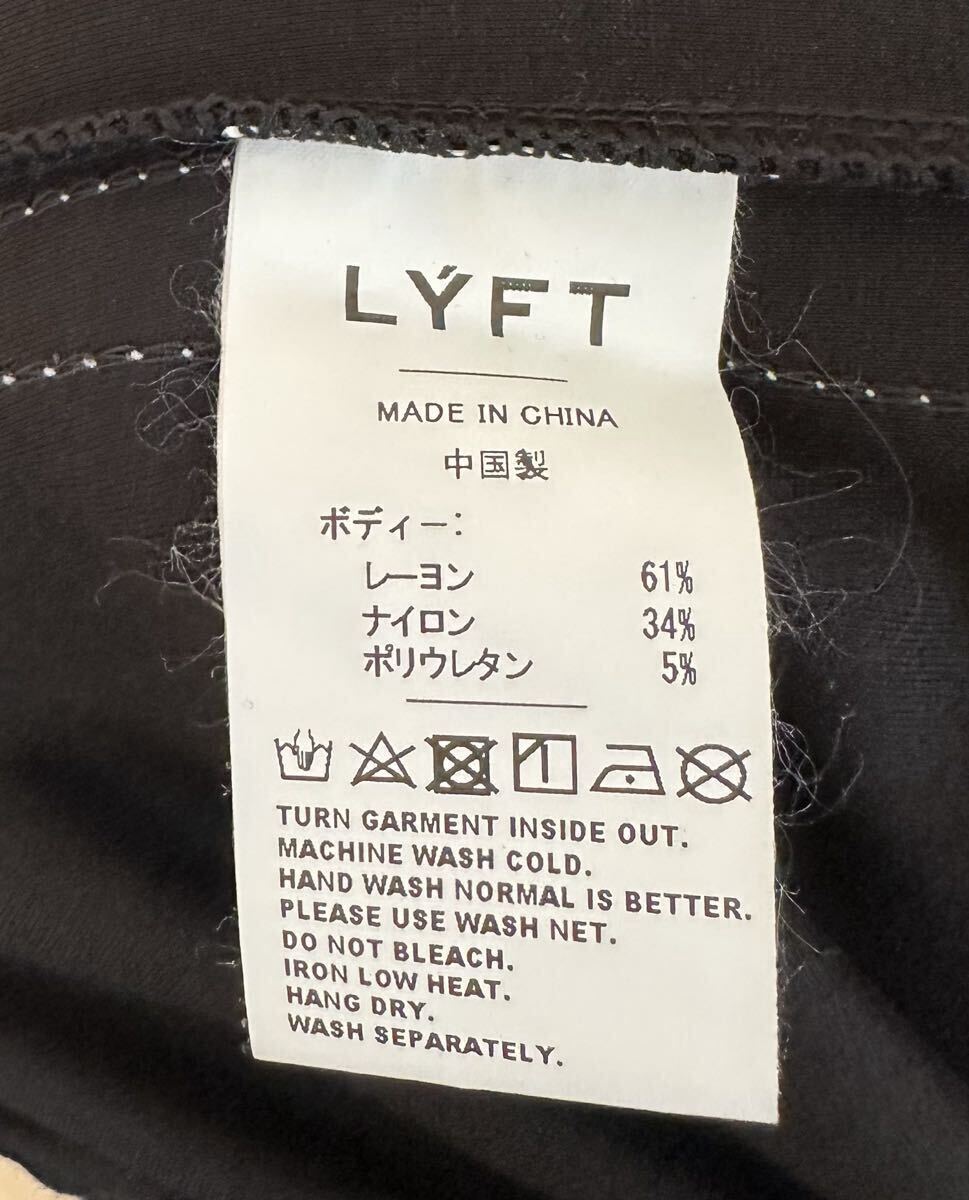 LÝFT
MADE IN CHINA
中国製
ボディー:
レーヨン 61%
ナイロン 34%
ポリウレタン 5%
TURN GARMENT INSIDE OUT.
MACHINE WASH COLD.
HAND WASH NORMAL IS BETTER.
PLEASE USE WASH NET.
DO NOT BLEACH.
IRON LOW HEAT.
HANG DRY.
WASH SEPARATELY.